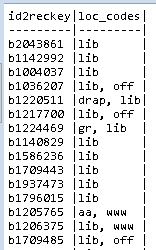 id2reckey|loc_codes|
---------|---------|
b2043861 |lib      |
b1142992 |lib      |
b1004037 |lib      |
b1036207 |lib, off |
b1220511 |drap, lib|
b1217700 |lib, off |
b1224469 |gr, lib  |
b1140829 |lib      |
b1586236 |lib      |
b1709443 |lib      |
b1937473 |lib      |
b1796015 |lib      |
b1205765 |aa, www  |
b1206375 |lib, www |
b1709485 |lib, off |